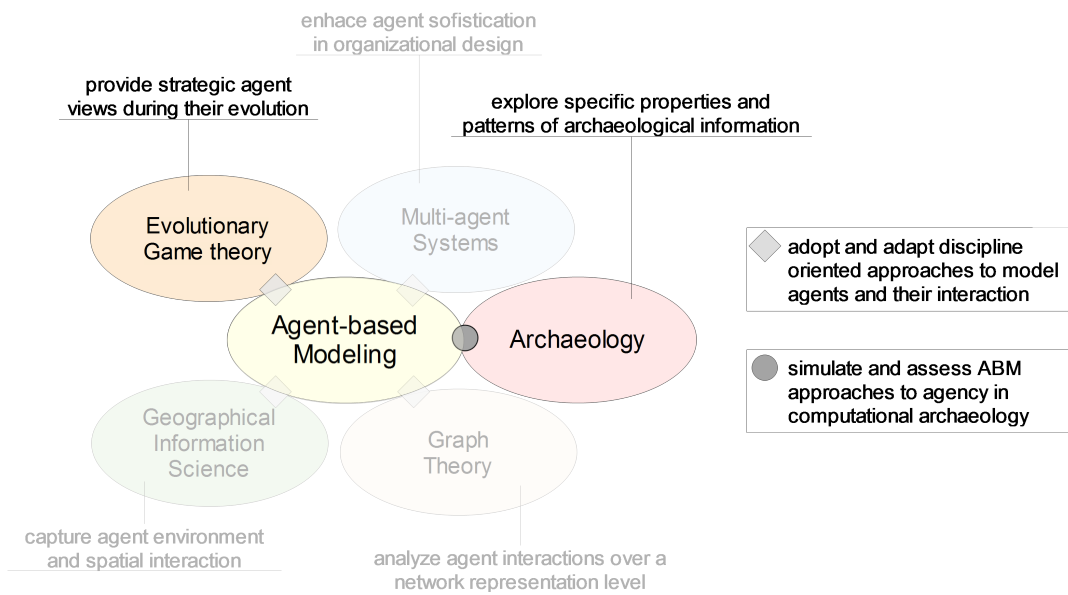 enhace agent sofistication
in organizational design
provide strategic agent
views during their evolution
explore specific properties and
patterns of archaeological information
Evolutionary
Game theory
Multi-agent
Systems
Agent-based
Modeling
Archaeology
Geographical
Information
Science
Graph
Theory
capture agent environment
and spatial interaction
analyze agent interactions over a
network representation level
adopt and adapt discipline
oriented approaches to model
agents and their interaction
simulate and assess ABM
approaches to agency in
computational archaeology